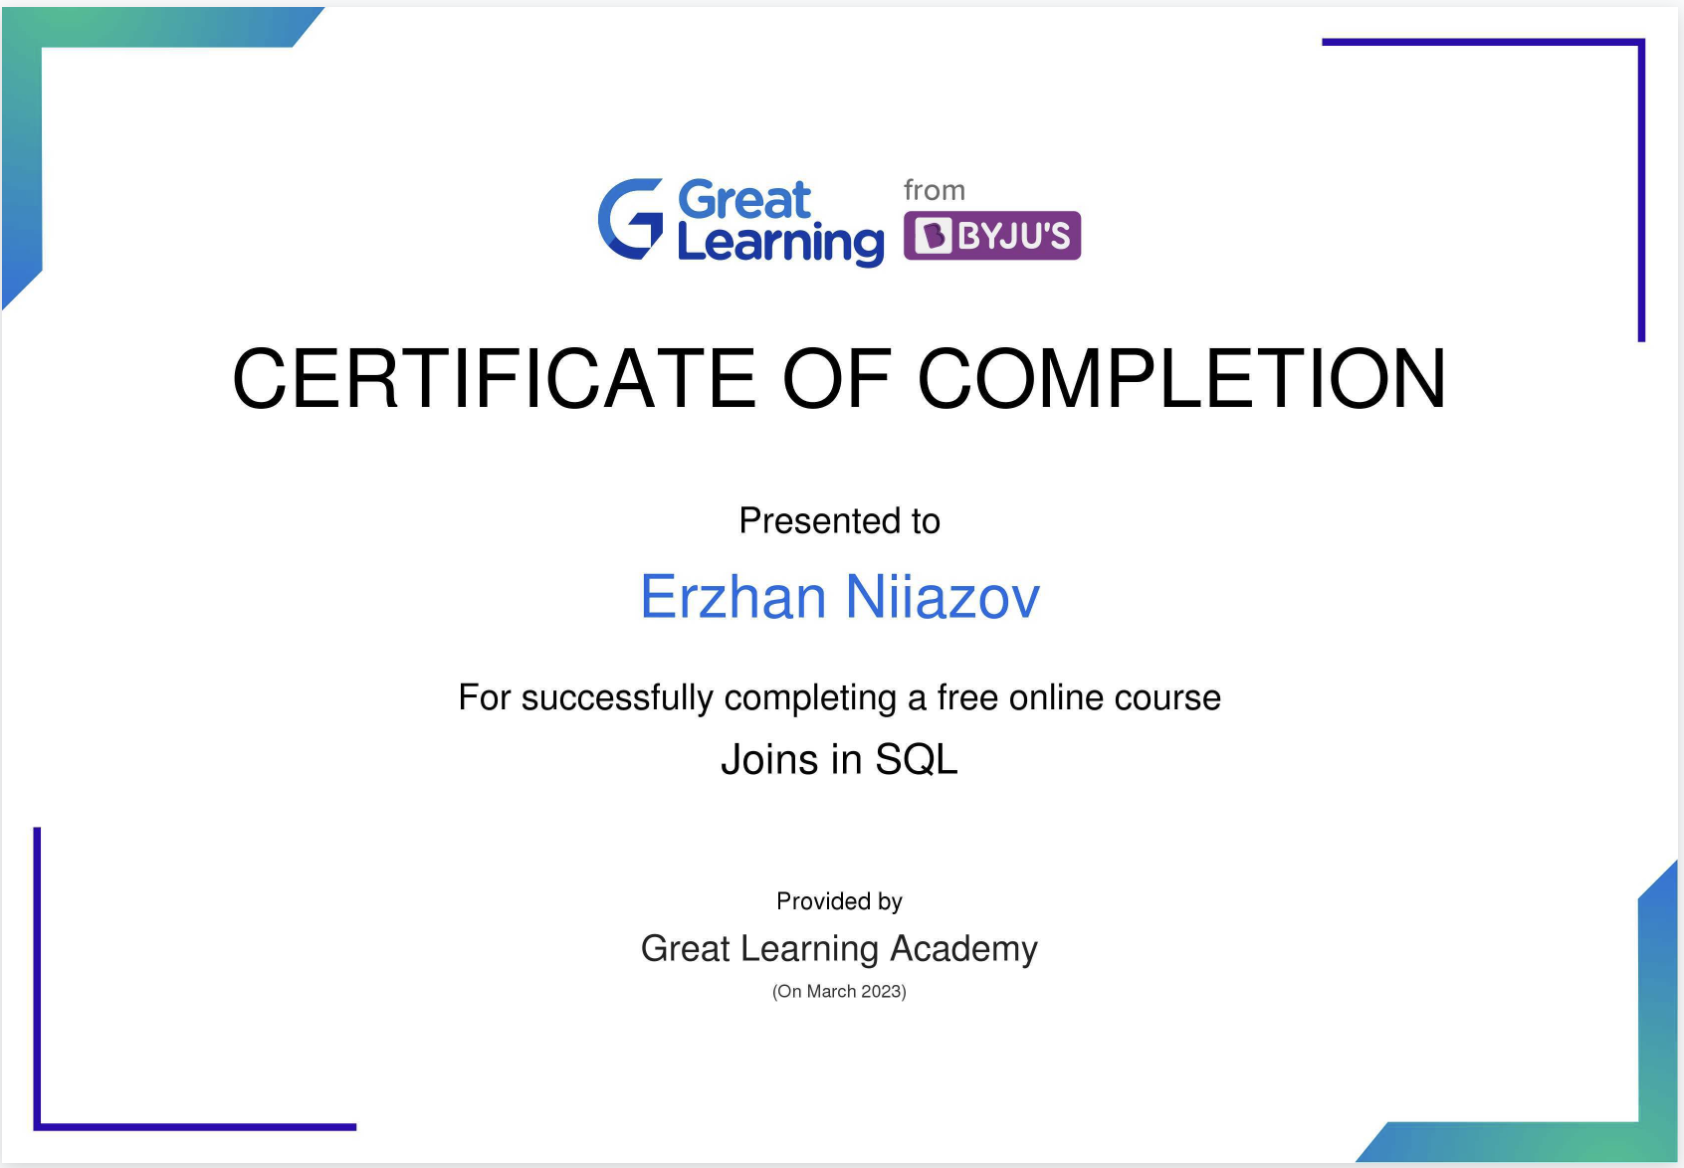 Great
Learning
from
BYJU'S
CERTIFICATE OF COMPLETION
Presented to
Erzhan Niiazov
For successfully completing a free online course
Joins in SQL
Provided by
Great Learning Academy
(On March 2023)